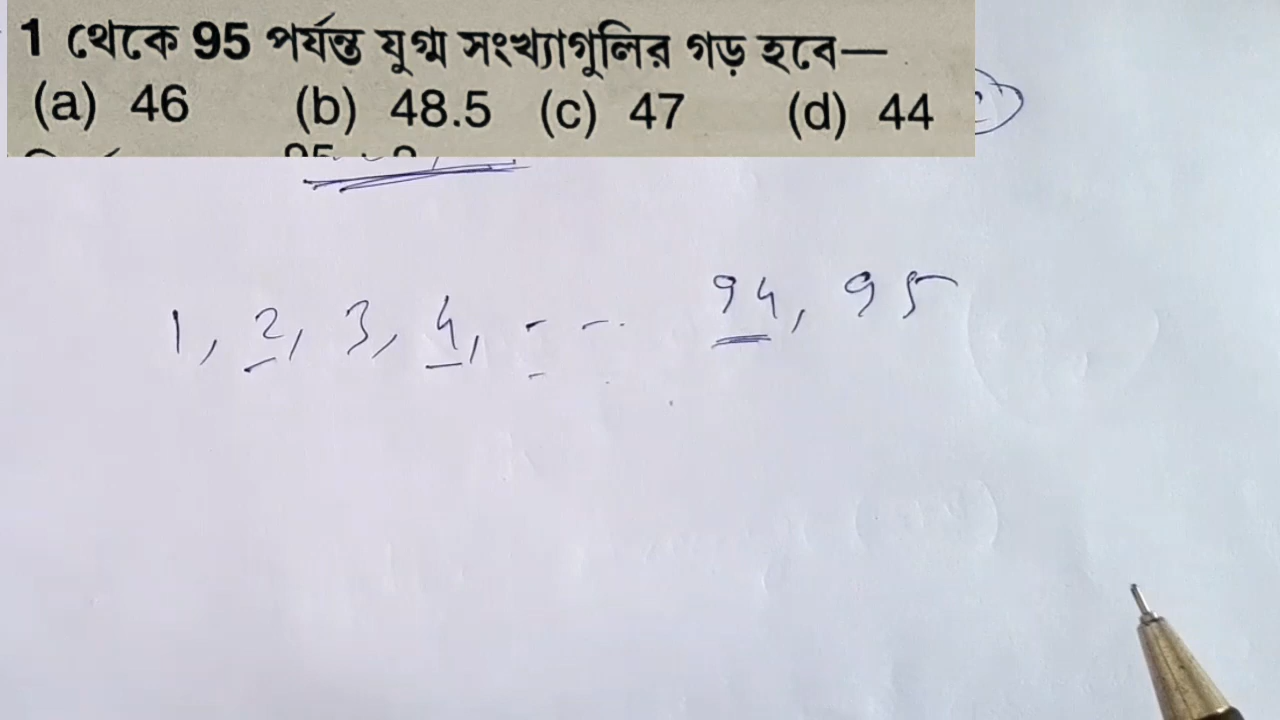 1 থেকে 95 পর্যন্ত যুগ্ম সংখ্যাগুলির গড় হবে—
(a) 46 (b) 48.5 (c) 47 (d) 44
1, 2, 3, 4, - - 94, 95